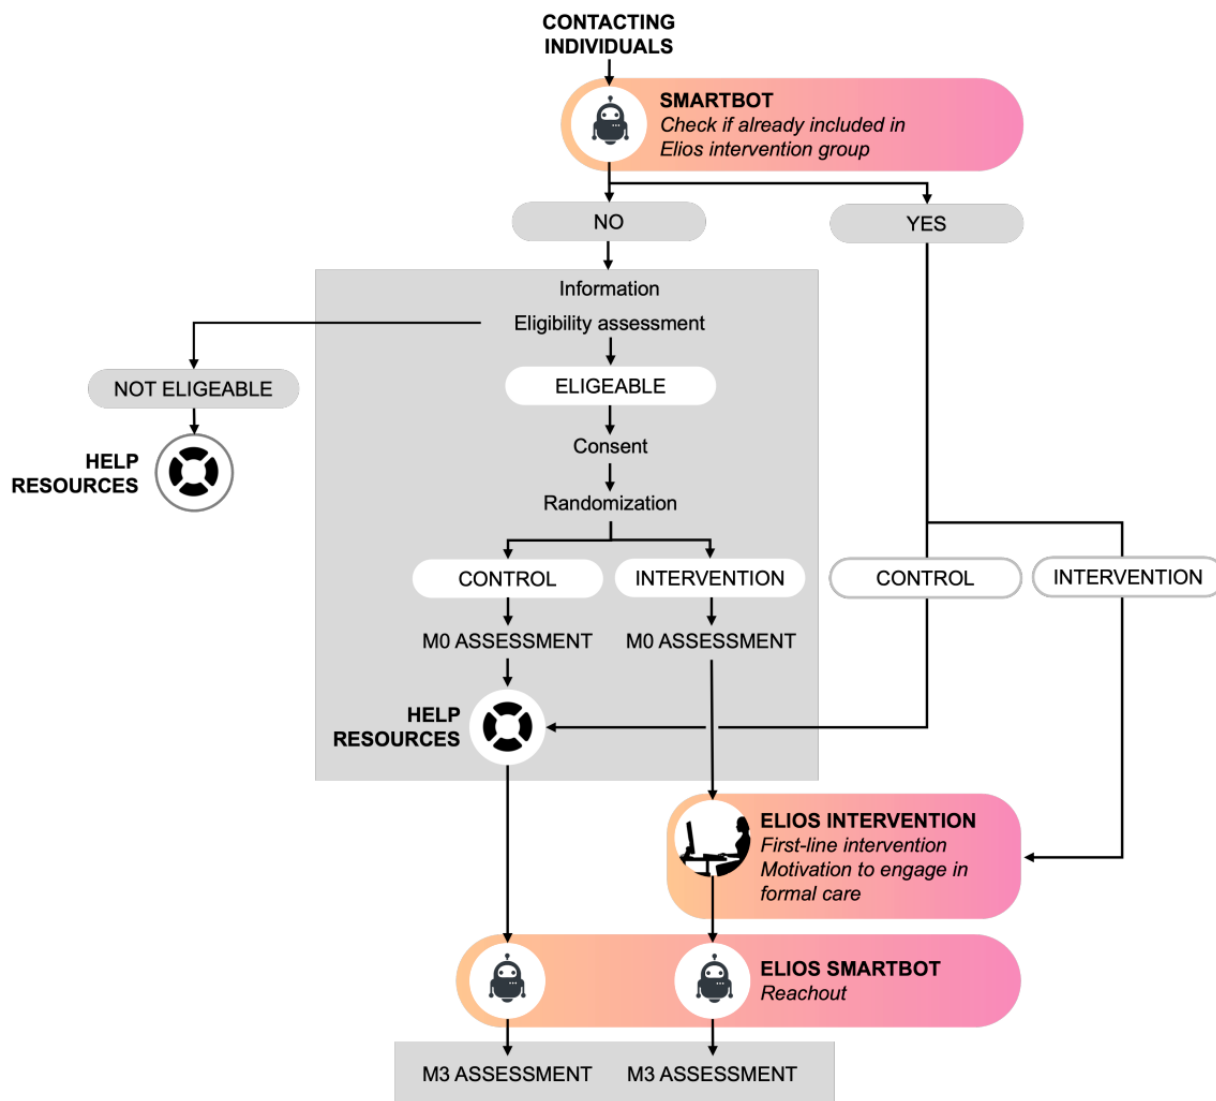 CONTACTING
INDIVIDUALS
SMARTBOT
Check if already included in
Elios intervention group
NO
YES
Information
Eligibility assessment
NOT ELIGEABLE
ELIGEABLE
HELP
RESOURCES
Consent
Randomization
CONTROL
INTERVENTION
CONTROL
INTERVENTION
M0 ASSESSMENT
M0 ASSESSMENT
HELP
RESOURCES
ELIOS INTERVENTION
First-line intervention
Motivation to engage in
formal care
ELIOS SMARTBOT
Reachout
M3 ASSESSMENT
M3 ASSESSMENT